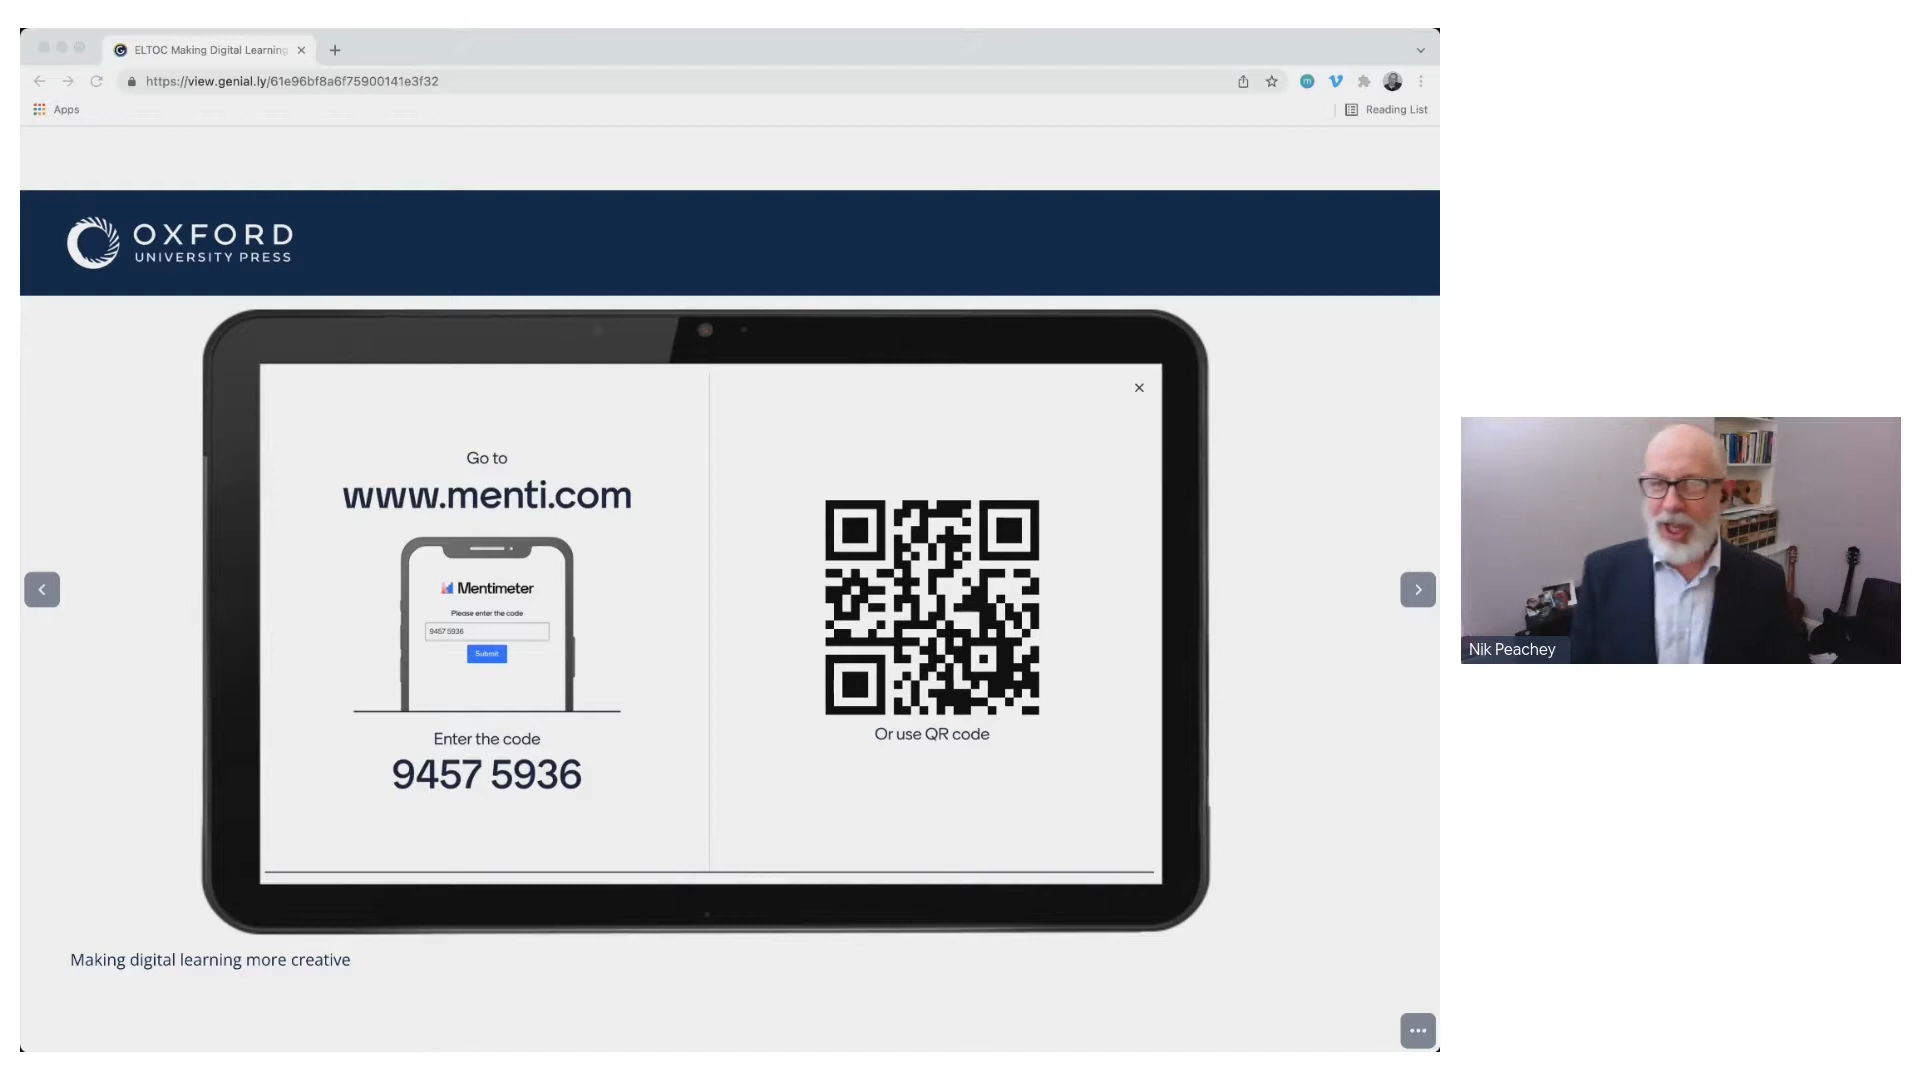 ELTOC Making Digital Learning
https://view.genial.ly/61e96bf8a6f75900141e3f32
Apps
Reading List
OXFORD
UNIVERSITY PRESS
Go to
www.menti.com
Mentimeter
Please enter the code
9457 5936
Submit
Enter the code
9457 5936
Or use QR code
Making digital learning more creative
Nik Peachey